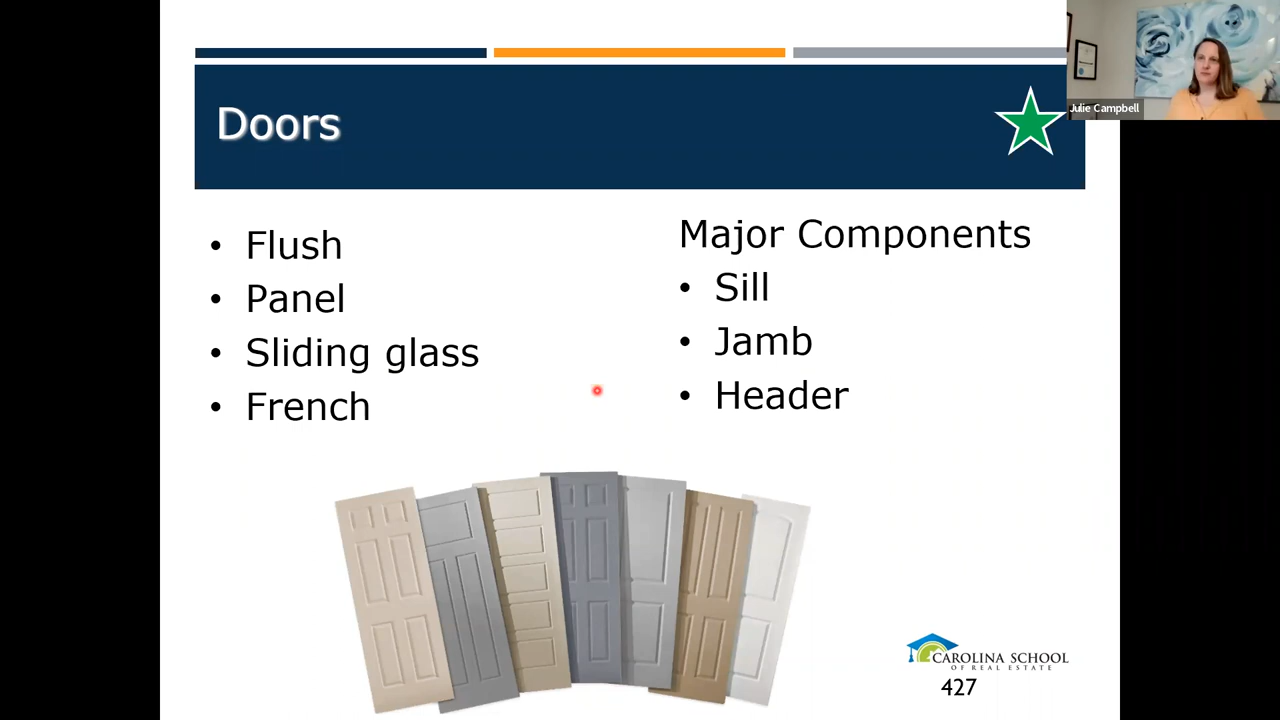 Julie Campbell
Doors
• Flush
• Panel
• Sliding glass
• French
Major Components
• Sill
• Jamb
• Header
CAROLINA SCHOOL
OF REAL ESTATE
427